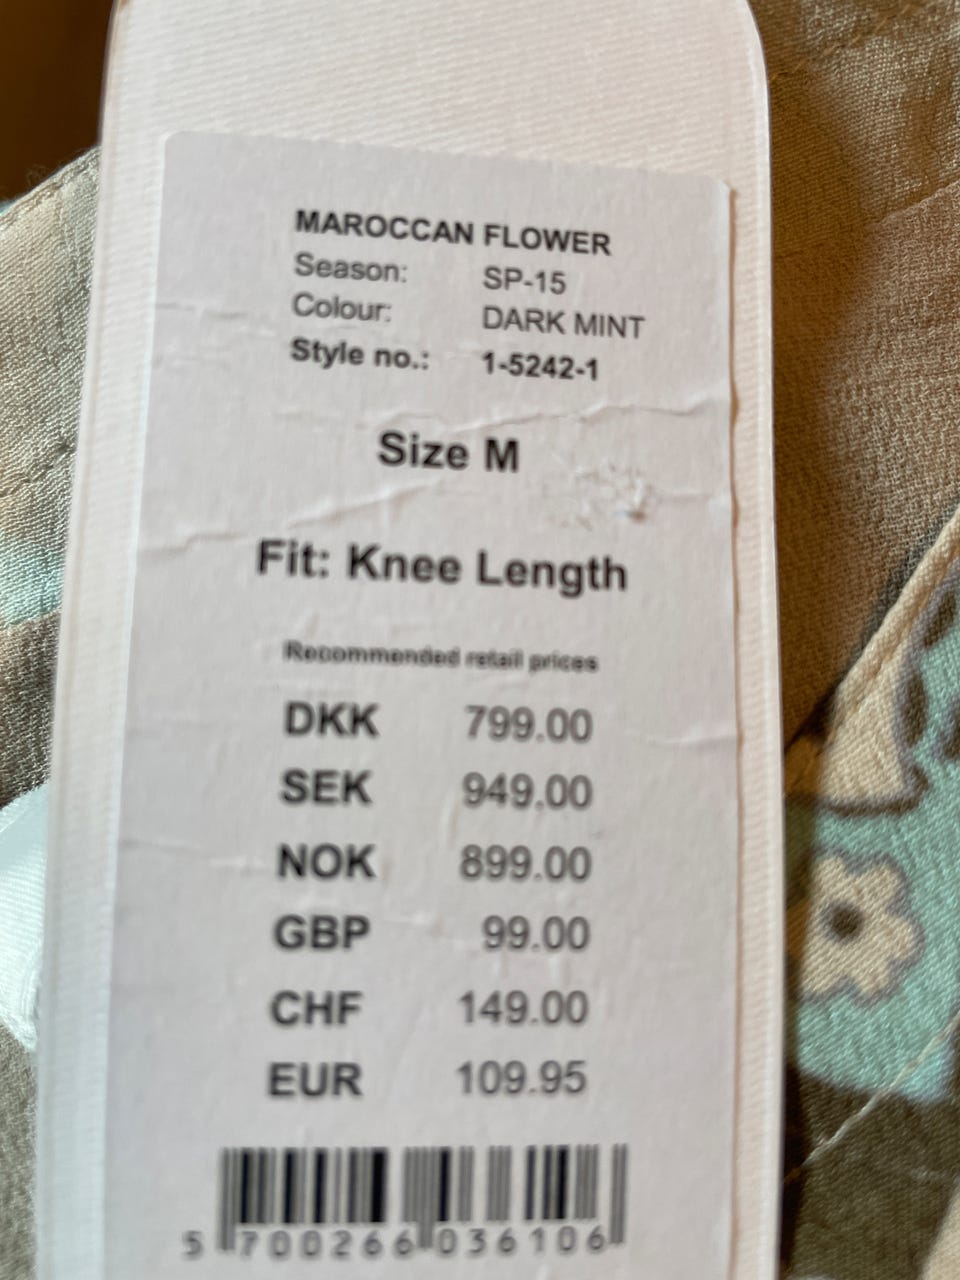 MAROCCAN FLOWER
Season: SP-15
Colour: DARK MINT
Style no.: 1-5242-1
Size M
Fit: Knee Length
Recommended retail prices
DKK 799.00
SEK 949.00
NOK 899.00
GBP 99.00
CHF 149.00
EUR 109.95
5 700266 036106